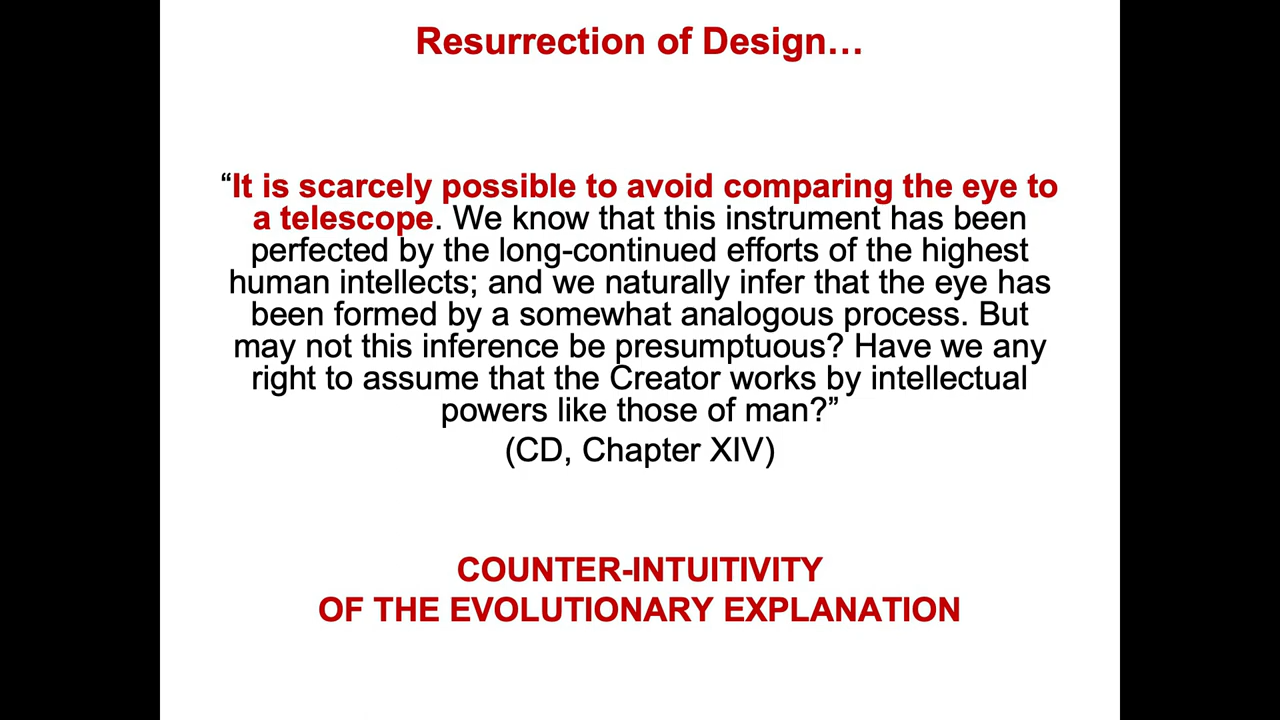 Resurrection of Design…
“It is scarcely possible to avoid comparing the eye to
a telescope. We know that this instrument has been
perfected by the long-continued efforts of the highest
human intellects; and we naturally infer that the eye has
been formed by a somewhat analogous process. But
may not this inference be presumptuous? Have we any
right to assume that the Creator works by intellectual
powers like those of man?”
(CD, Chapter XIV)
COUNTER-INTUITIVITY
OF THE EVOLUTIONARY EXPLANATION